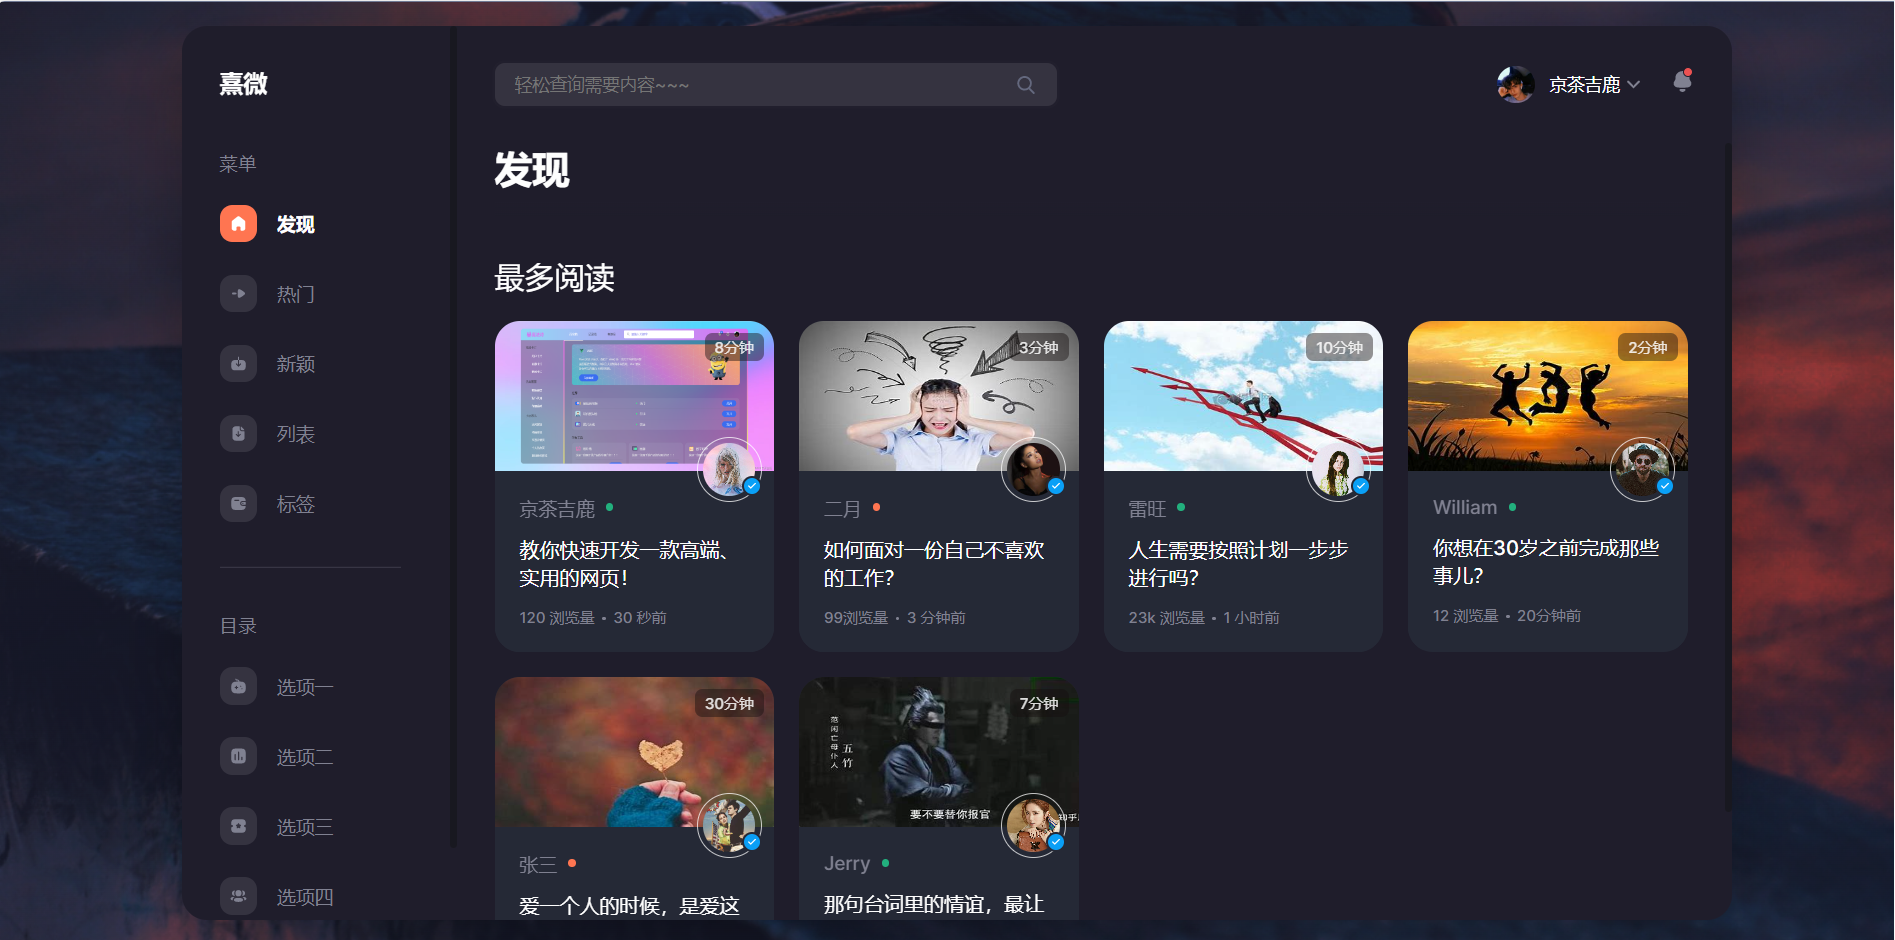 熹微
轻松查询需要内容~~~
京茶吉鹿
菜单
发现
热门
新颖
列表
标签
目录
选项一
选项二
选项三
选项四
发现
最多阅读
8分钟
京茶吉鹿
教你快速开发一款高端、
实用的网页！
120 浏览量 • 30 秒前
3分钟
二月
如何面对一份自己不喜欢
的工作？
99浏览量 • 3 分钟前
10分钟
雷旺
人生需要按照计划一步步
进行吗？
23k 浏览量 • 1 小时前
2分钟
William
你想在30岁之前完成那些
事儿？
12 浏览量 • 20分钟前
30分钟
张三
爱一个人的时候，是爱这
7分钟
范闲亡母仆人
五竹
要不要替你报官
知乎
Jerry
那句台词里的情谊，最让